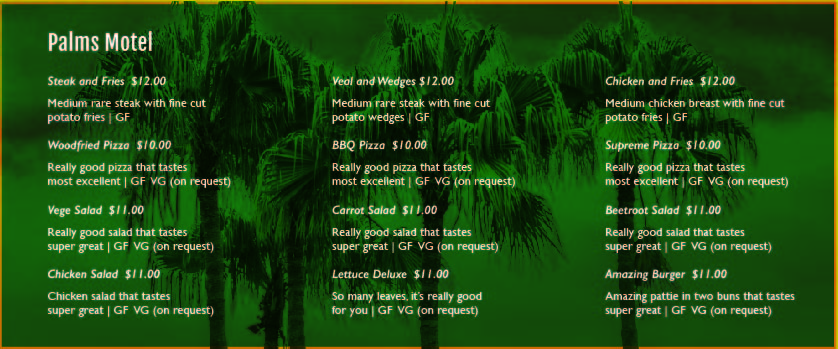 Palms Motel
Steak and Fries $12.00
Medium rare steak with fine cut
potato fries | GF
Woodfried Pizza $10.00
Really good pizza that tastes
most excellent | GF VG (on request)
Vege Salad $11.00
Really good salad that tastes
super great | GF VG (on request)
Chicken Salad $11.00
Chicken salad that tastes
super great | GF VG (on request)
Veal and Wedges $12.00
Medium rare steak with fine cut
potato wedges | GF
BBQ Pizza $10.00
Really good pizza that tastes
most excellent | GF VG (on request)
Carrot Salad $11.00
Really good salad that tastes
super great | GF VG (on request)
Lettuce Deluxe $11.00
So many leaves, it's really good
for you | GF VG (on request)
Chicken and Fries $12.00
Medium chicken breast with fine cut
potato fries | GF
Supreme Pizza $10.00
Really good pizza that tastes
most excellent | GF VG (on request)
Beetroot Salad $11.00
Really good salad that tastes
super great | GF VG (on request)
Amazing Burger $11.00
Amazing pattie in two buns that tastes
super great | GF VG (on request)